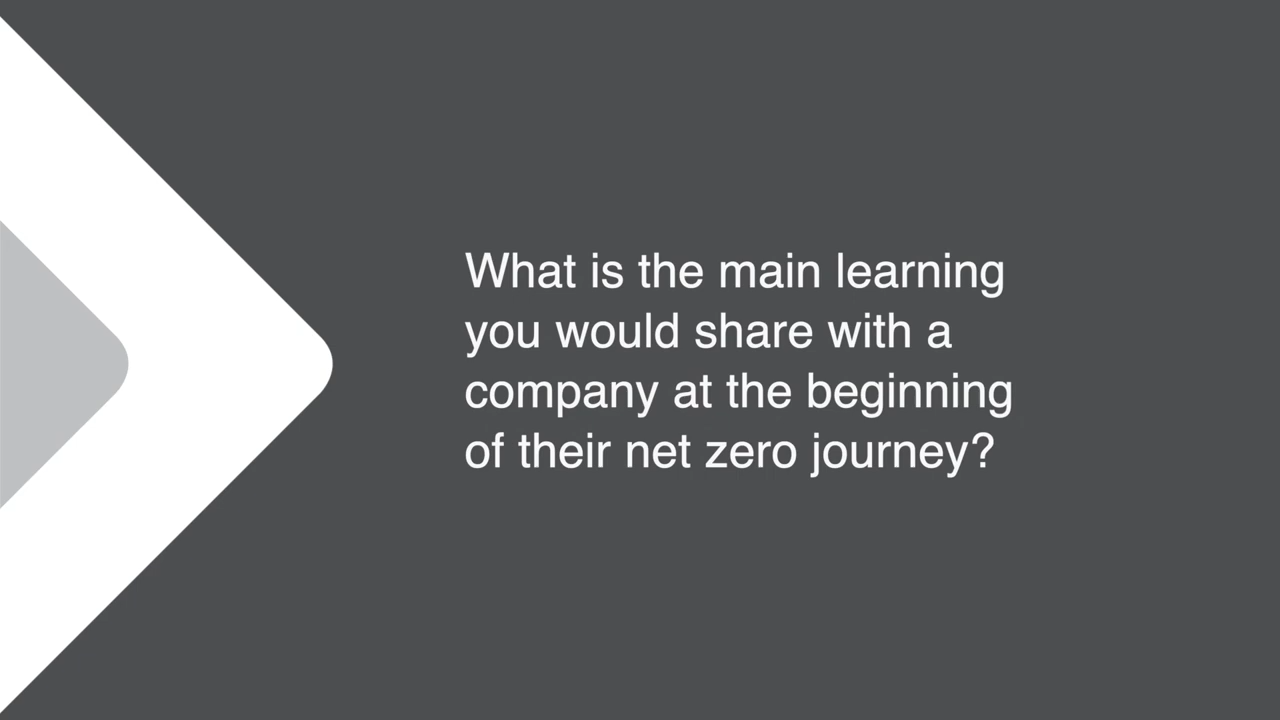 What is the main learning
you would share with a
company at the beginning
of their net zero journey?